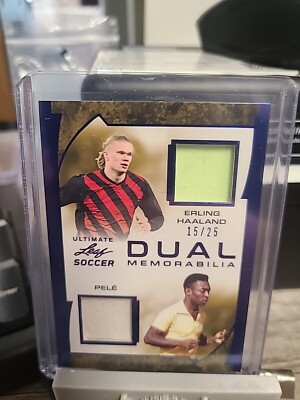 ERLING
HAALAND
15/25
ULTIMATE
Leaf
SOCCER
DUAL
MEMORABILIA
PELÉ